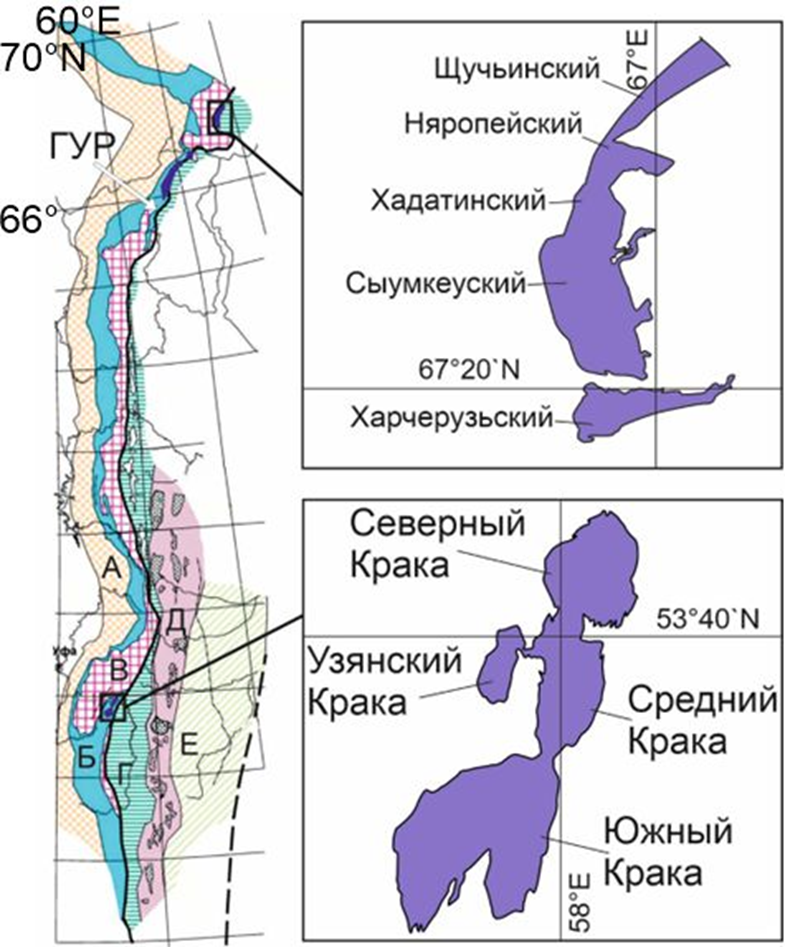 60°E
70°N
ГУР
66°
А
Уфа
Д
В
Б
Г
Е
67°E
Щучьинский
Няропейский
Хадатинский
Сыумкеуский
67°20`N
Харчерузьский
Северный
Крака
53°40`N
Узянский
Крака
Средний
Крака
Южный
Крака
58°E